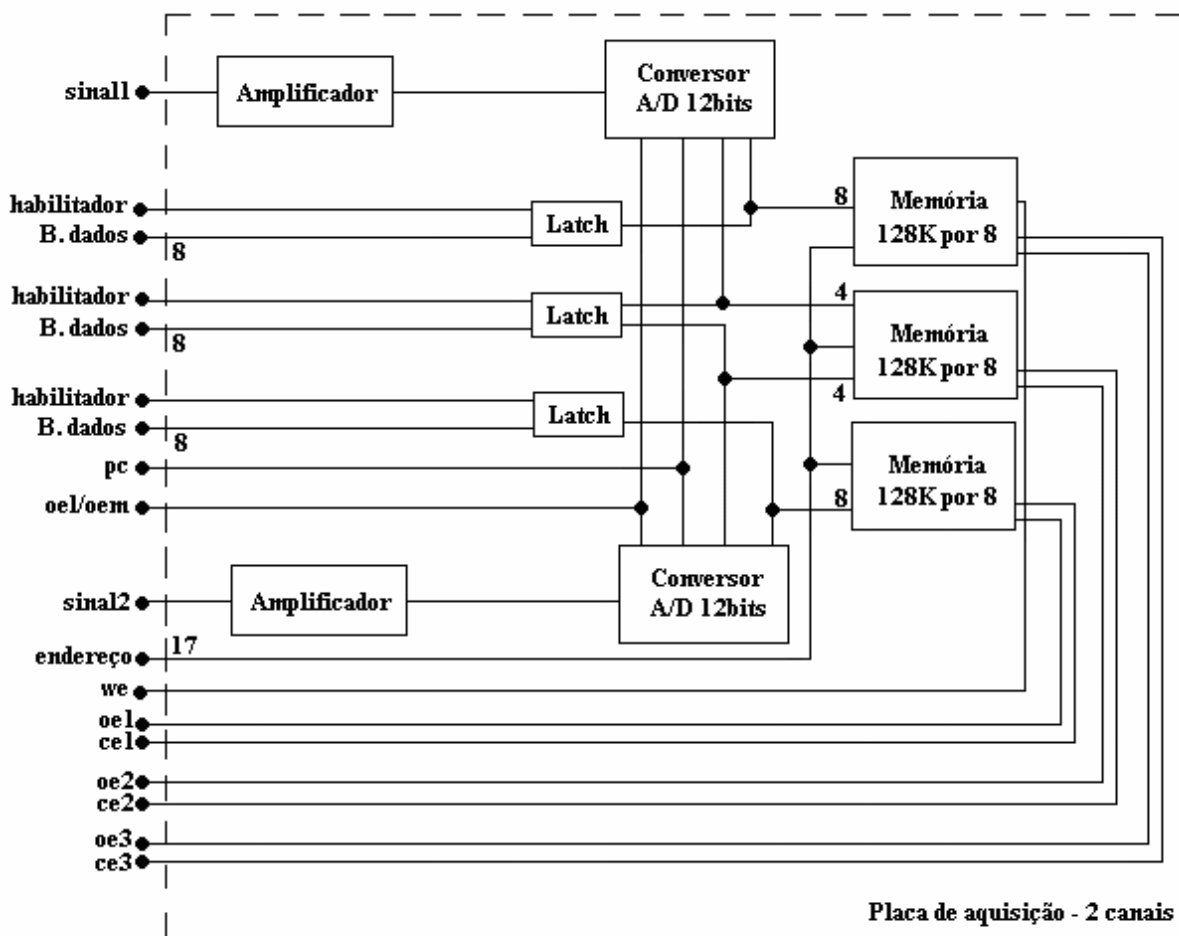 sinal1
Amplificador
Conversor
A/D 12bits
habilitador
B. dados
8
Latch
8
Memória
128K por 8
habilitador
B. dados
8
Latch
4
4
Memória
128K por 8
habilitador
B. dados
8
Latch
8
Memória
128K por 8
pc
oel/oem
sinal2
Amplificador
Conversor
A/D 12bits
endereço
17
we
oe1
ce1
oe2
ce2
oe3
ce3
Placa de aquisição - 2 canais